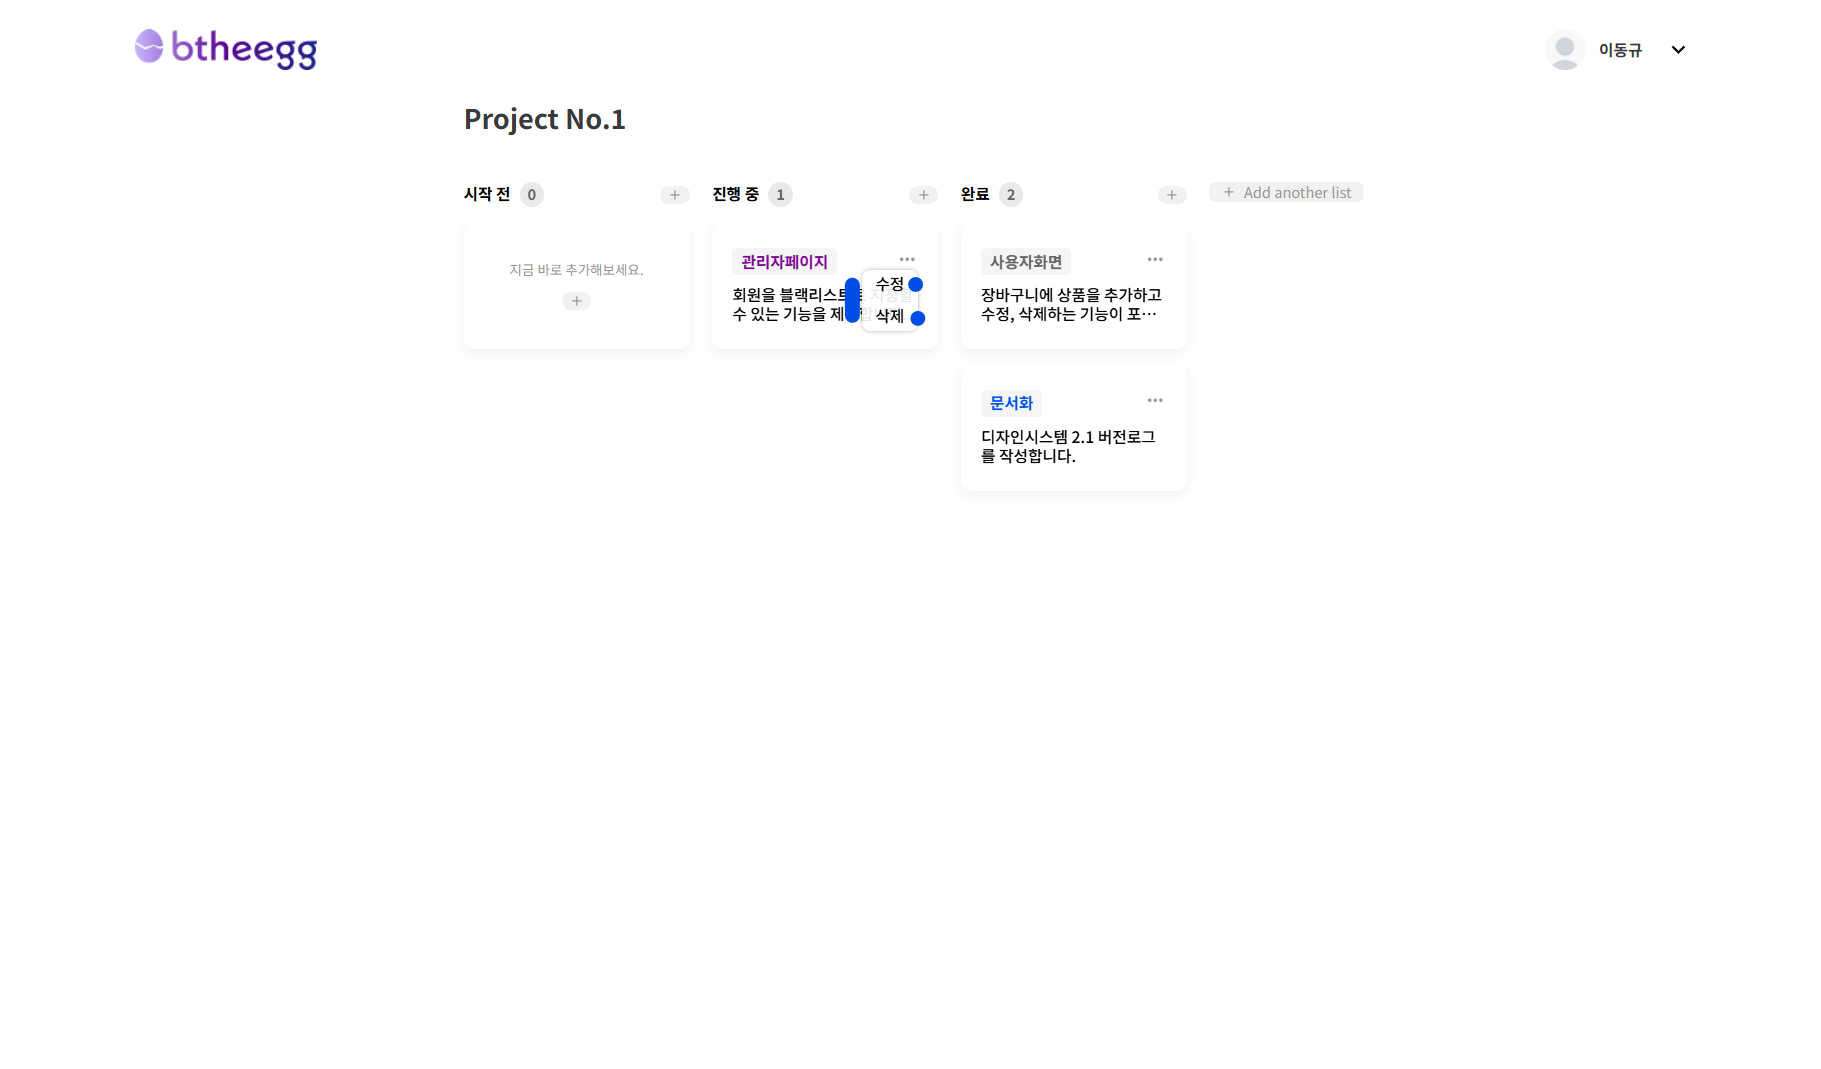 btheegg
이동규
Project No.1
시작 전 0 +
진행 중 1 +
완료 2 +
+ Add another list
지금 바로 추가해보세요.
+
관리자페이지 ···
회원을 블랙리스트로 지정할
수 있는 기능을
수정
삭제
사용자화면 ···
장바구니에 상품을 추가하고
수정, 삭제하는 기능이 포···
문서화 ···
디자인시스템 2.1 버전로그
를 작성합니다.